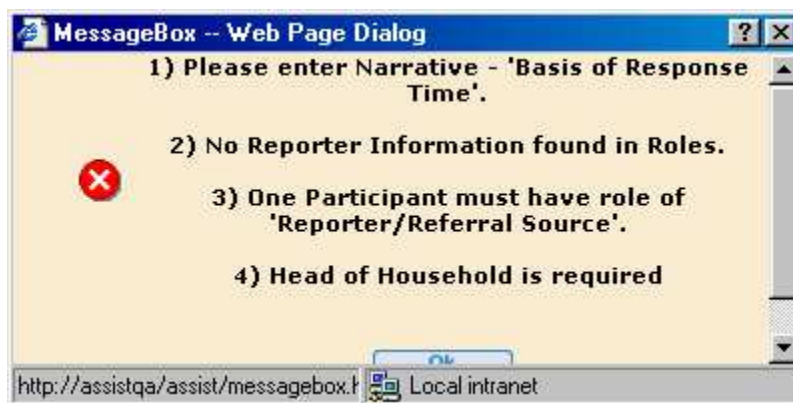 MessageBox -- Web Page Dialog
1) Please enter Narrative - 'Basis of Response
Time'.
2) No Reporter Information found in Roles.
3) One Participant must have role of
'Reporter/Referral Source'.
4) Head of Household is required
Ok
http://assistqa/assist/messagebox.h Local intranet